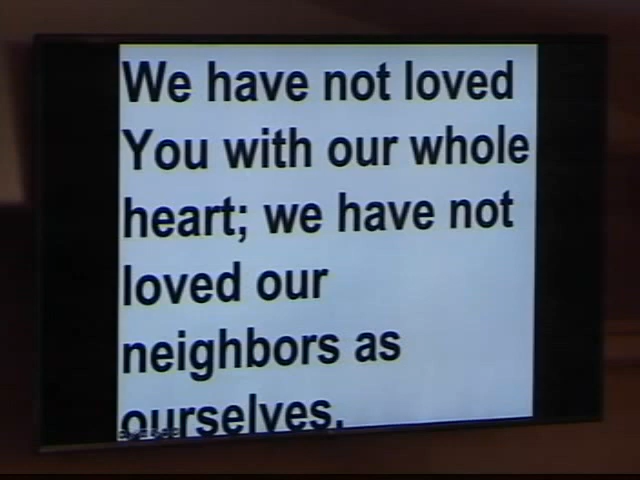 We have not loved
You with our whole
heart; we have not
loved our
neighbors as
ourselves.